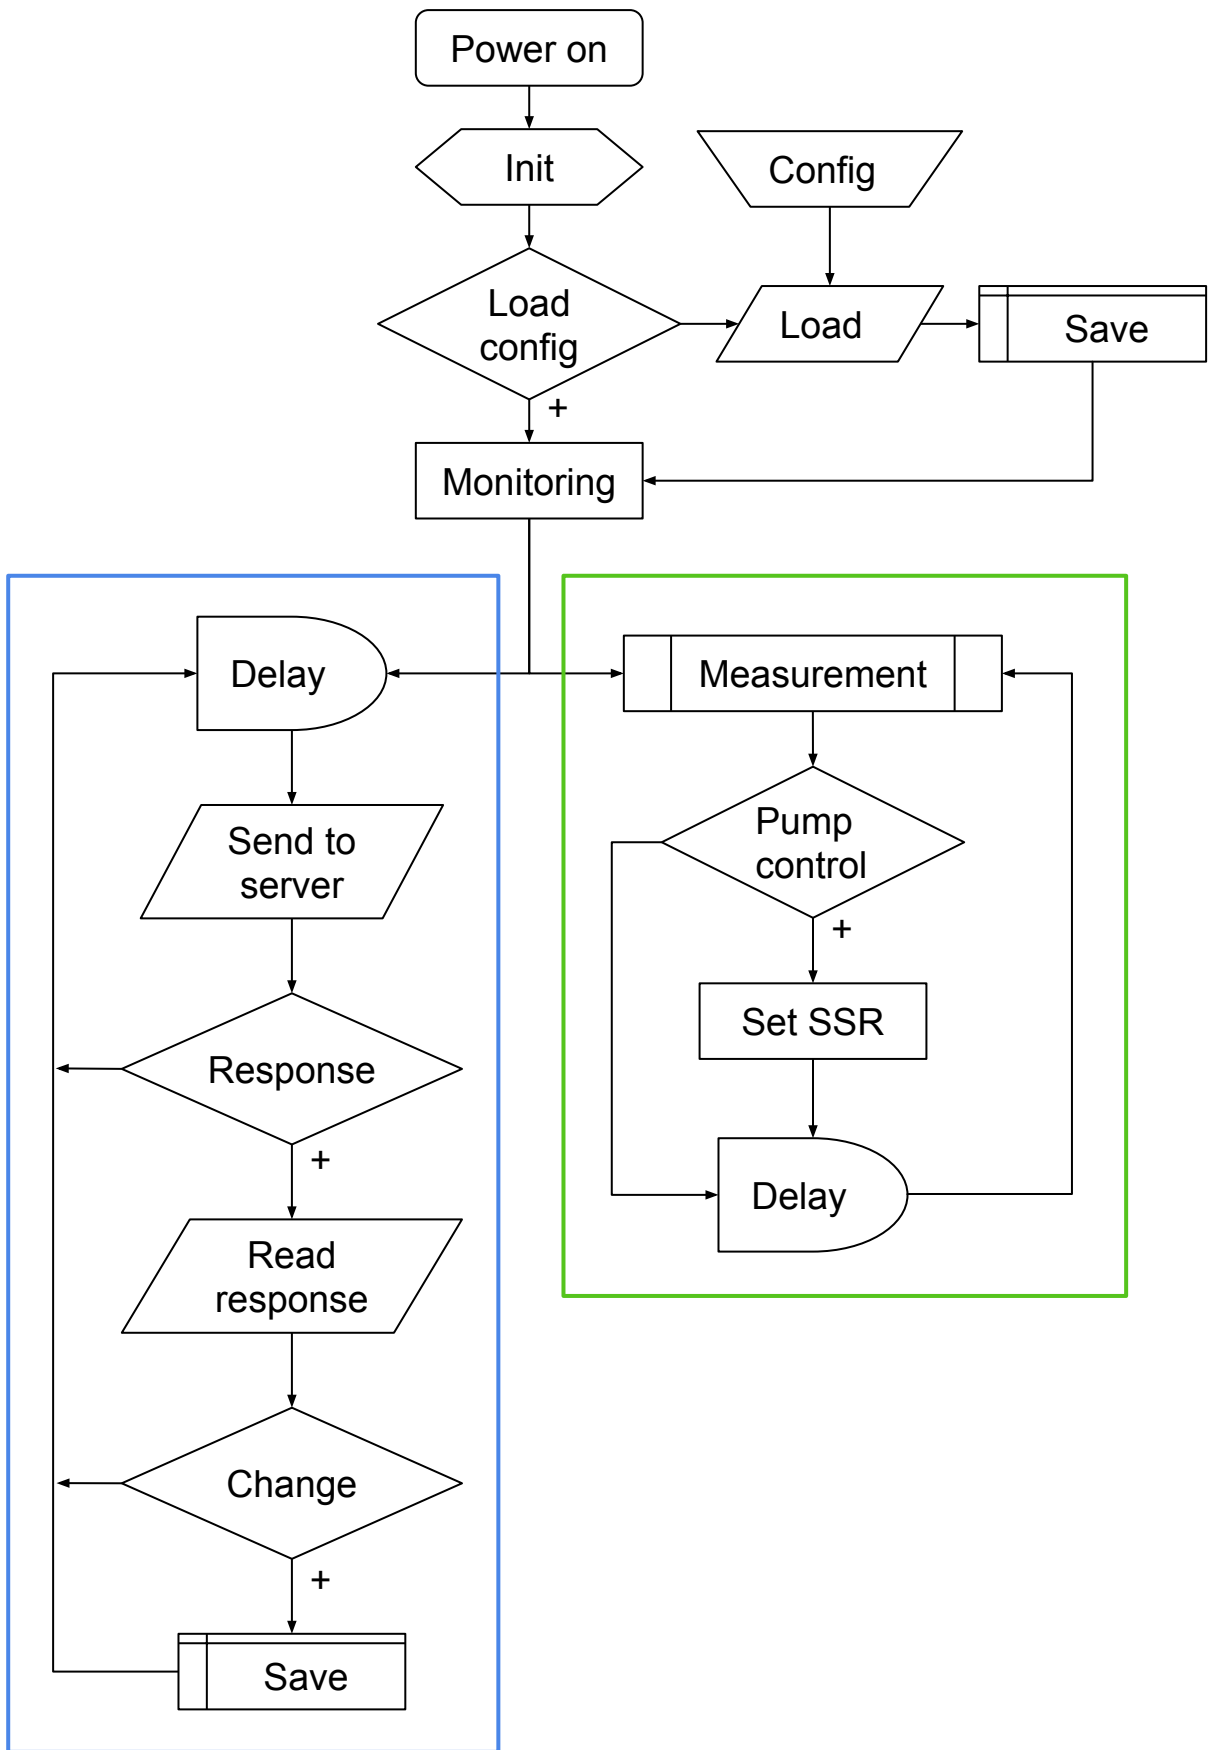 Power on
Init
Config
Load
config
Load
Save
+
Monitoring
Delay
Send to
server
Response
+
Read
response
Change
+
Save
Measurement
Pump
control
+
Set SSR
Delay